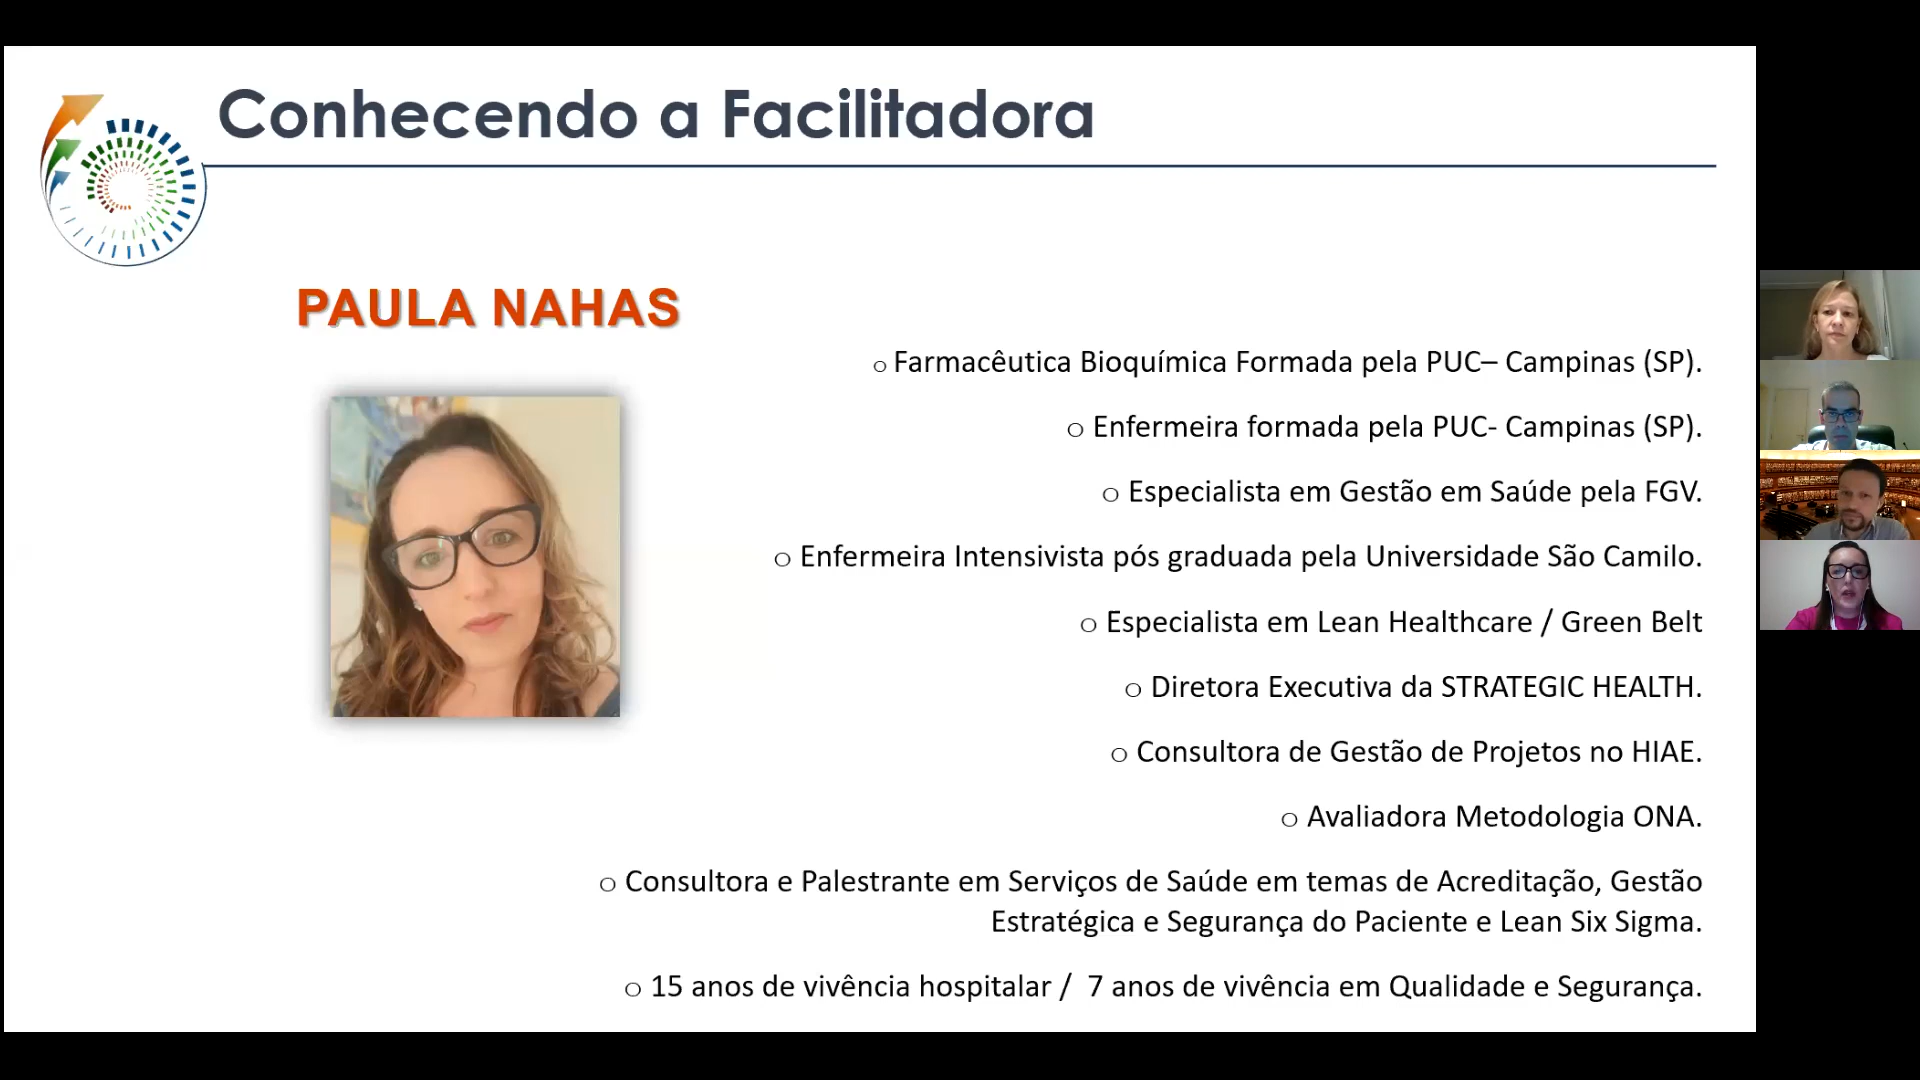 Conhecendo a Facilitadora
PAULA NAHAS
o Farmacêutica Bioquímica Formada pela PUC– Campinas (SP).
o Enfermeira formada pela PUC- Campinas (SP).
o Especialista em Gestão em Saúde pela FGV.
o Enfermeira Intensivista pós graduada pela Universidade São Camilo.
o Especialista em Lean Healthcare / Green Belt
o Diretora Executiva da STRATEGIC HEALTH.
o Consultora de Gestão de Projetos no HIAE.
o Avaliadora Metodologia ONA.
o Consultora e Palestrante em Serviços de Saúde em temas de Acreditação, Gestão
Estratégica e Segurança do Paciente e Lean Six Sigma.
o 15 anos de vivência hospitalar / 7 anos de vivência em Qualidade e Segurança.